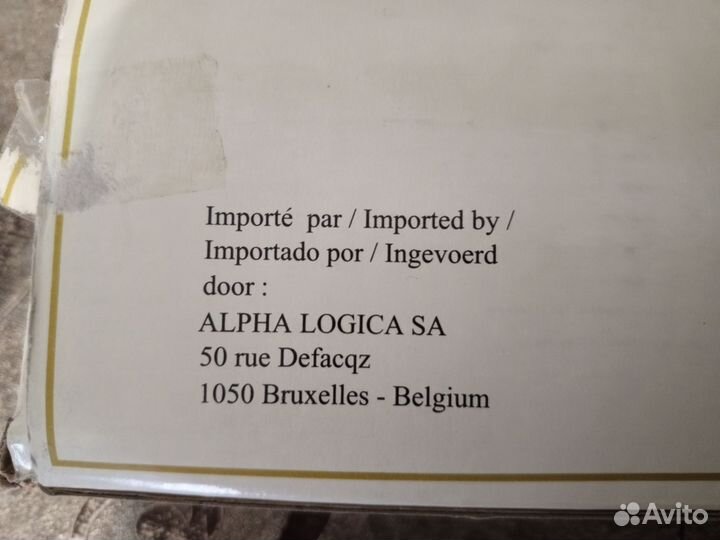 Importé par / Imported by /
Importado por / Ingevoerd
door :
ALPHA LOGICA SA
50 rue Defacqz
1050 Bruxelles - Belgium
Avito